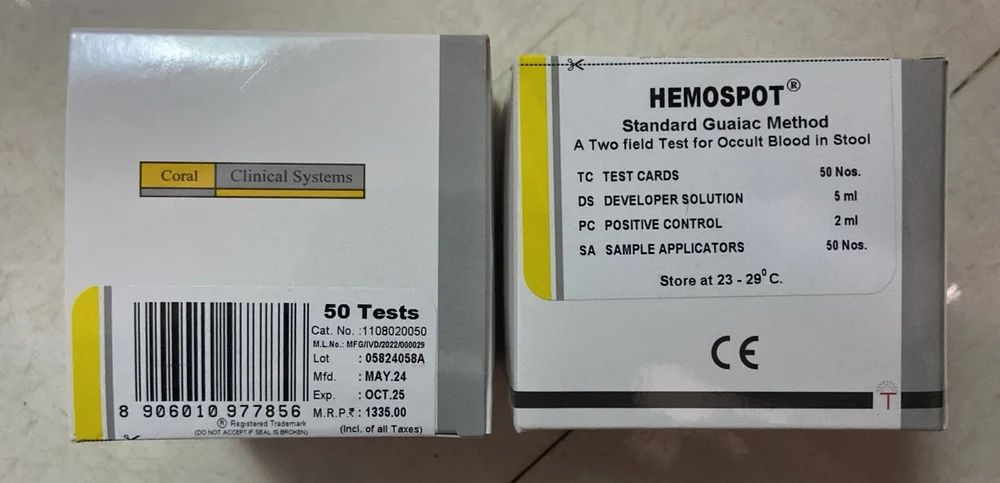 Coral Clinical Systems
50 Tests
Cat. No. :1108020050
M.L.No.: MFG/IVD/2022/000029
Lot : 05824058A
Mfd. : MAY.24
Exp. : OCT.25
M.R.P.₹ : 1335.00
(Incl. of all Taxes)
8 906010 977856
® Registered Trademark
(DO NOT ACCEPT IF SEAL IS BROKEN)
HEMOSPOT®
Standard Guaiac Method
A Two field Test for Occult Blood in Stool
TC TEST CARDS 50 Nos.
DS DEVELOPER SOLUTION 5 ml
PC POSITIVE CONTROL 2 ml
SA SAMPLE APPLICATORS 50 Nos.
Store at 23 - 29⁰ C.
CE
T